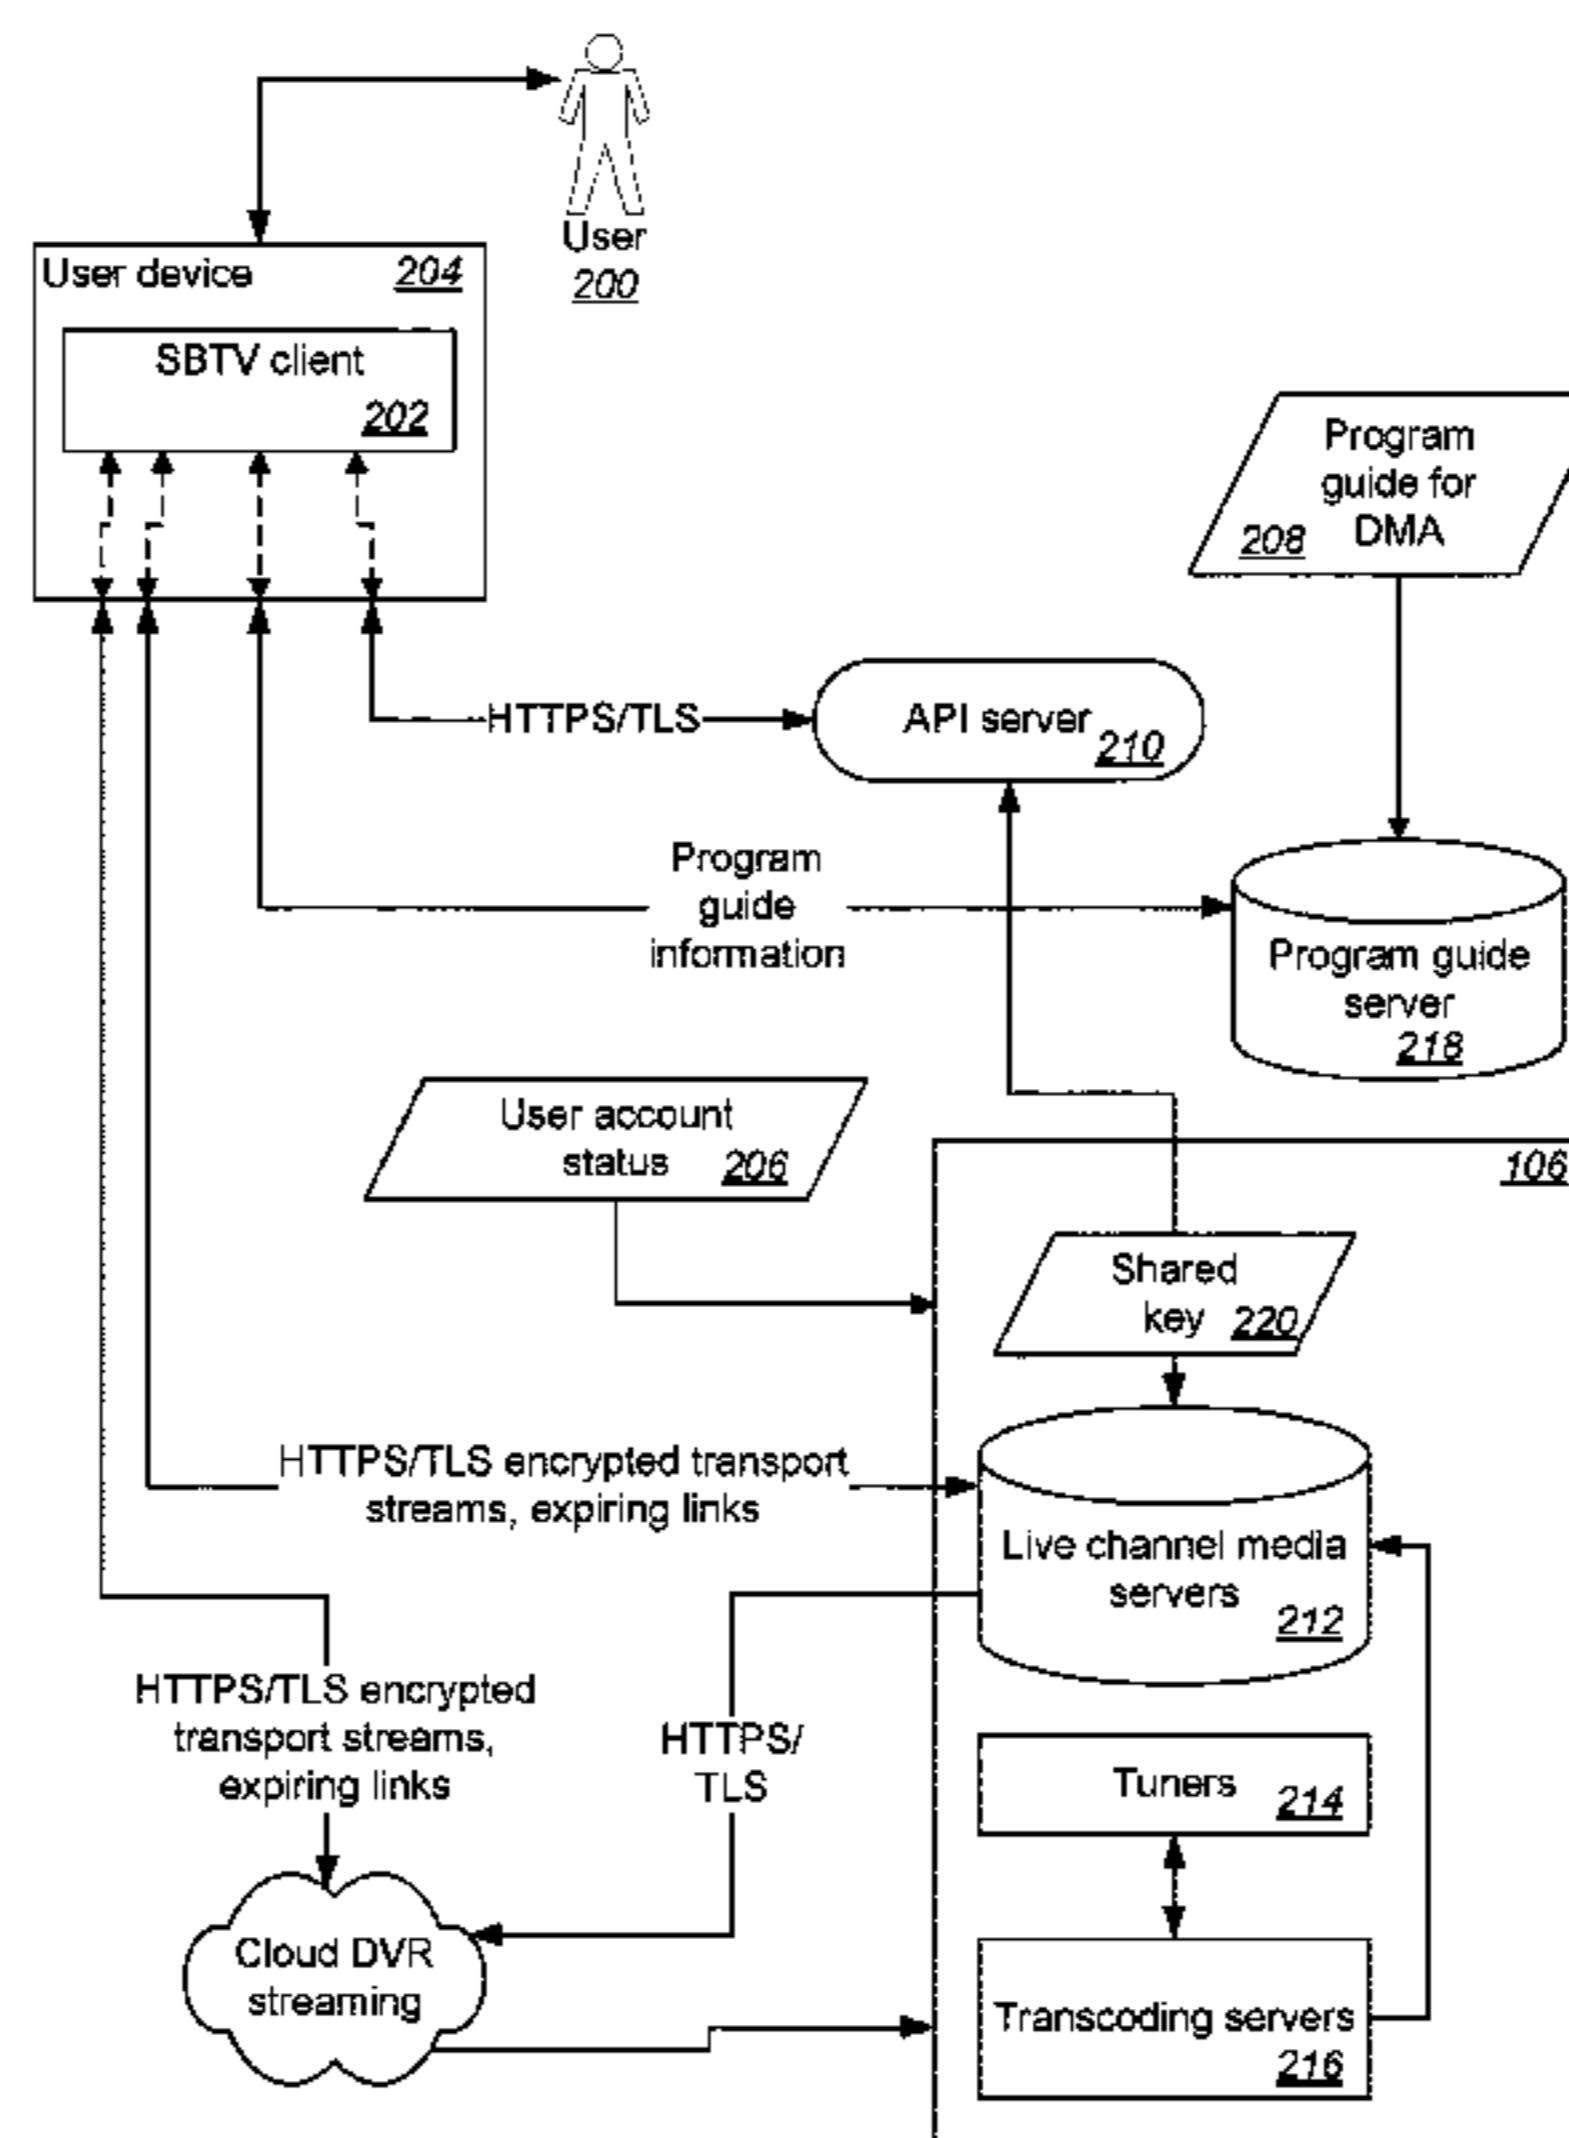 User
200
User device 204
SBTV client
202
Program
guide for
208 DMA
HTTPS/TLS
API server
210
Program
guide
information
Program guide
server
218
User account
status 206
106
Shared
key 220
HTTPS/TLS encrypted transport
streams, expiring links
Live channel media
servers
212
HTTPS/TLS encrypted
transport streams,
expiring links
HTTPS/
TLS
Tuners
214
Cloud DVR
streaming
Transcoding servers
216